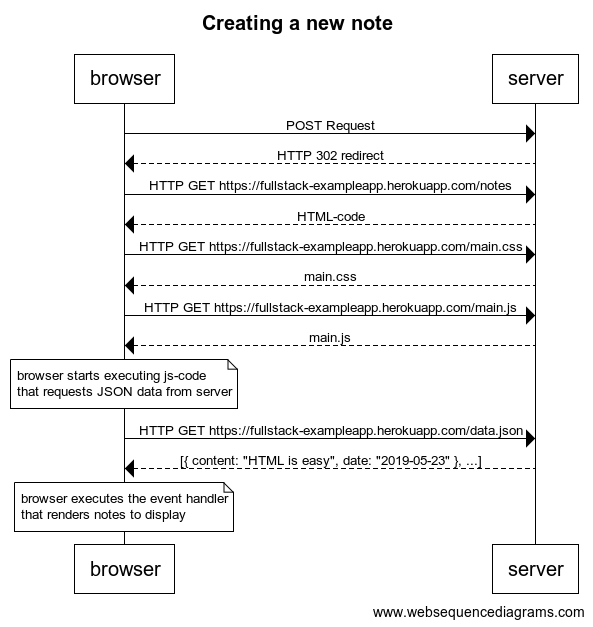 Creating a new note
browser
server
POST Request
HTTP 302 redirect
HTTP GET https://fullstack-exampleapp.herokuapp.com/notes
HTML-code
HTTP GET https://fullstack-exampleapp.herokuapp.com/main.css
main.css
HTTP GET https://fullstack-exampleapp.herokuapp.com/main.js
main.js
browser starts executing js-code
that requests JSON data from server
HTTP GET https://fullstack-exampleapp.herokuapp.com/data.json
[{ content: "HTML is easy", date: "2019-05-23" }, ...]
browser executes the event handler
that renders notes to display
browser
server
www.websequencediagrams.com